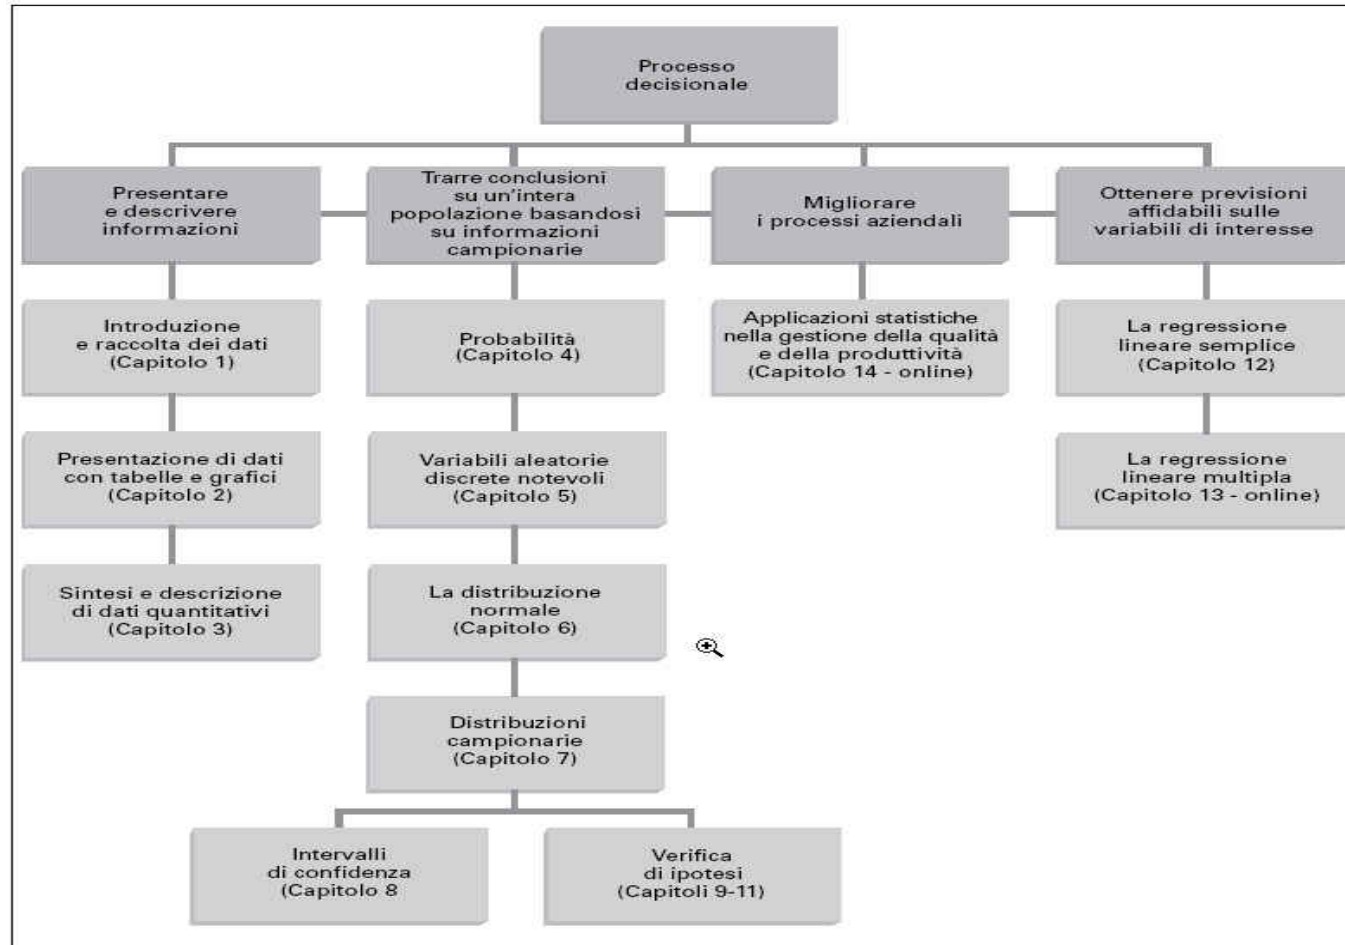 Processo
decisionale
Presentare
e descrivere
informazioni
Trarre conclusioni
su un'intera
popolazione basandosi
su informazioni
campionarie
Migliorare
i processi aziendali
Ottenere previsioni
affidabili sulle
variabili di interesse
Introduzione
e raccolta dei dati
(Capitolo 1)
Probabilità
(Capitolo 4)
Applicazioni statistiche
nella gestione della qualità
e della produttività
(Capitolo 14 - online)
La regressione
lineare semplice
(Capitolo 12)
Presentazione di dati
con tabelle e grafici
(Capitolo 2)
Variabili aleatorie
discrete notevoli
(Capitolo 5)
La regressione
lineare multipla
(Capitolo 13 - online)
Sintesi e descrizione
di dati quantitativi
(Capitolo 3)
La distribuzione
normale
(Capitolo 6)
Distribuzioni
campionarie
(Capitolo 7)
Intervalli
di confidenza
(Capitolo 8
Verifica
di ipotesi
(Capitoli 9-11)